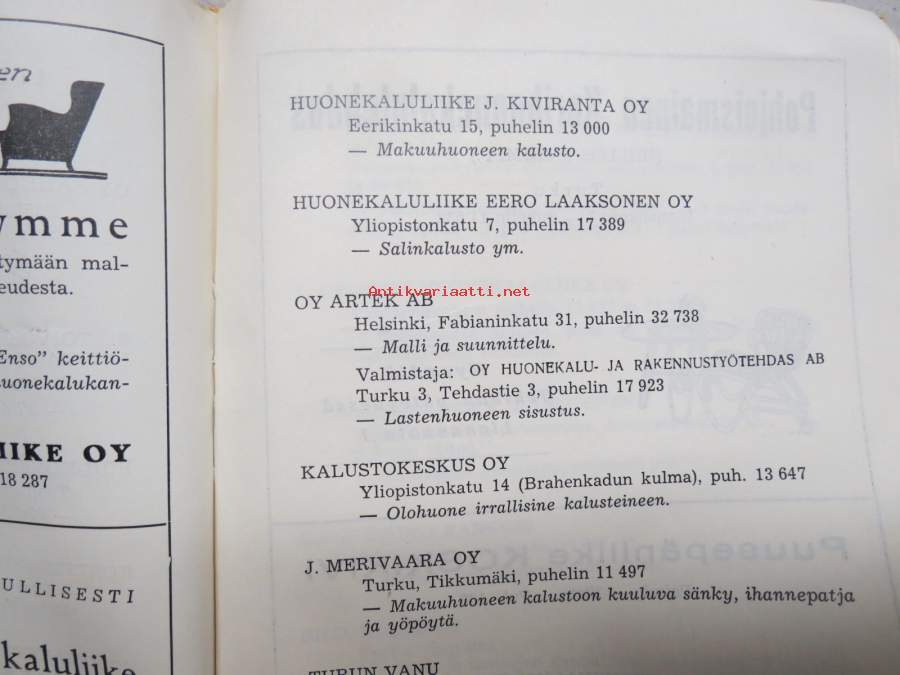 en
ymme
tymään mal-
eudesta.
Enso” keittiö-
uonekalukan-
MIKE OY
18 287
ULLISESTI
kaluliike
HUONEKALULIIKE J. KIVIRANTA OY
Eerikinkatu 15, puhelin 13 000
— Makuuhuoneen kalusto.
HUONEKALULIIKE EERO LAAKSONEN OY
Yliopistonkatu 7, puhelin 17 389
— Salinkalusto ym.
Antikvariaatti.net
OY ARTEK AB
Helsinki, Fabianinkatu 31, puhelin 32 738
— Malli ja suunnittelu.
Valmistaja: OY HUONEKALU- JA RAKENNUSTYÖTEHDAS AB
Turku 3, Tehdastie 3, puhelin 17 923
— Lastenhuoneen sisustus.
KALUSTOKESKUS OY
Yliopistonkatu 14 (Brahenkadun kulma), puh. 13 647
— Olohuone irrallisine kalusteineen.
J. MERIVAARA OY
Turku, Tikkumäki, puhelin 11 497
— Makuuhuoneen kalustoon kuuluva sänky, ihannepatja
ja yöpöytä.
TURUN VANU